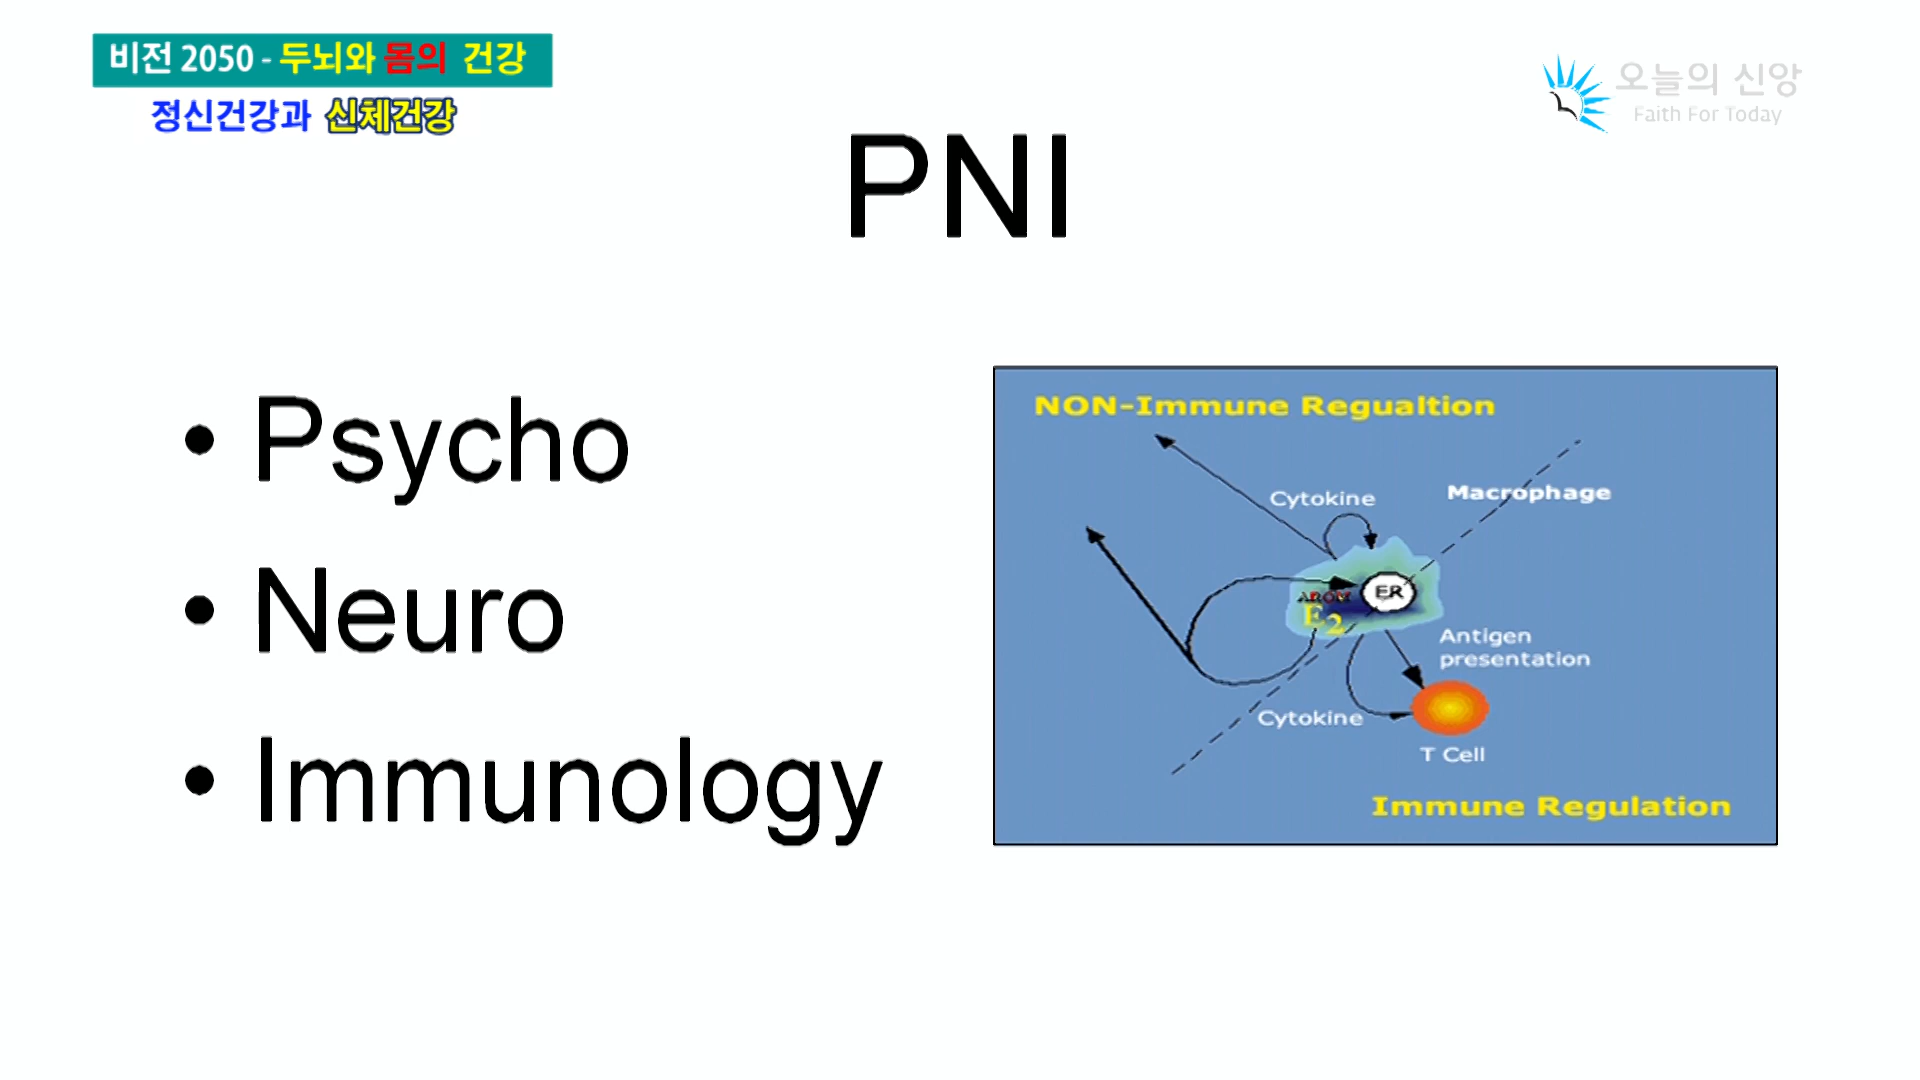 비전 2050 - 두뇌와 몸의 건강
정신건강과 신체건강
오늘의 신앙
Faith For Today
PNI
• Psycho
• Neuro
• Immunology
NON-Immune Regualtion
Cytokine
Macrophage
AROM
ER
E2
Antigen
presentation
Cytokine
T Cell
Immune Regulation